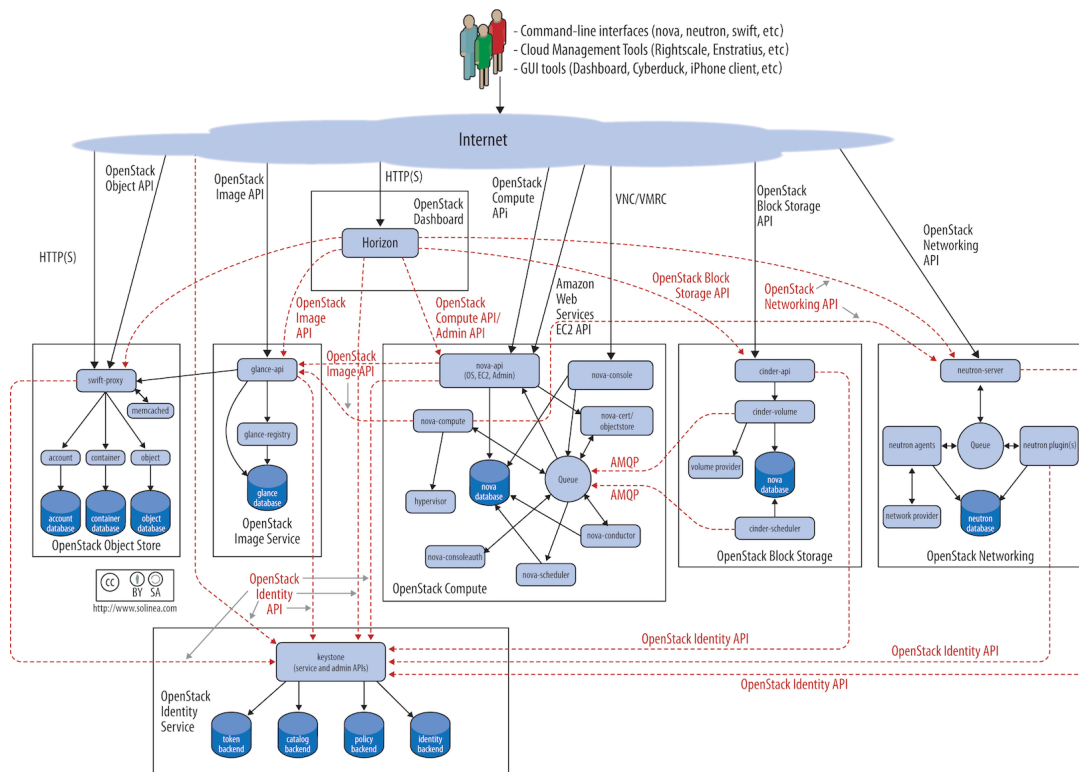 - Command-line interfaces (nova, neutron, swift, etc)
- Cloud Management Tools (Rightscale, Enstratius, etc)
- GUI tools (Dashboard, Cyberduck, iPhone client, etc)
Internet
OpenStack
Object API
OpenStack
Image API
HTTP(S)
OpenStack
Compute
APi
VNC/VMRC
OpenStack
Block Storage
API
OpenStack
Networking
API
HTTP(S)
OpenStack
Dashboard
Horizon
OpenStack
Image
API
OpenStack
Compute API/
Admin API
Amazon
Web
Services
EC2 API
OpenStack Block
Storage API
OpenStack
Networking API
OpenStack
Image API
swift-proxy
memcached
account
container
object
account
database
container
database
object
database
OpenStack Object Store
glance-api
glance-registry
glance
database
OpenStack
Image Service
nova-api
(OS, EC2, Admin)
nova-console
nova-compute
nova-cert/
objectstore
hypervisor
nova
database
Queue
nova-conductor
nova-consoleauth
nova-scheduler
OpenStack Compute
AMQP
AMQP
cinder-api
cinder-volume
volume provider
nova
database
cinder-scheduler
OpenStack Block Storage
neutron-server
neutron agents
Queue
neutron plugin(s)
network provider
neutron
database
OpenStack Networking
cc
BY
SA
http://www.solinea.com
OpenStack
Identity
API
OpenStack Identity API
OpenStack Identity API
OpenStack Identity API
keystone
(service and admin APIs)
OpenStack
Identity
Service
token
backend
catalog
backend
policy
backend
identity
backend